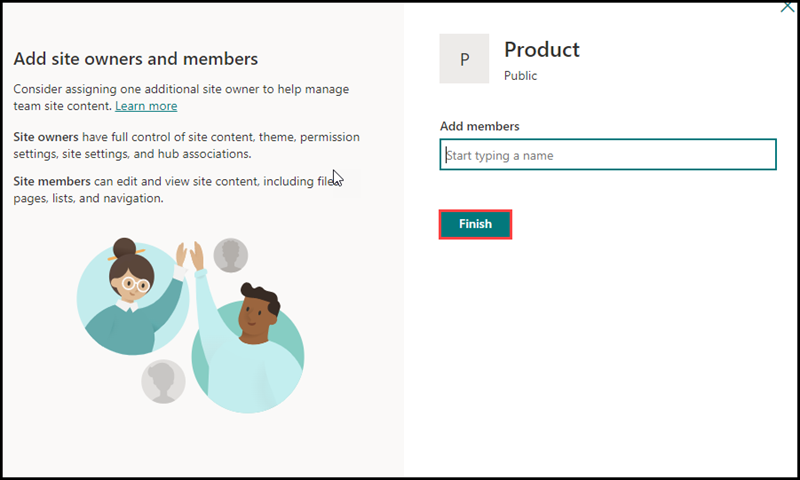 Add site owners and members
Consider assigning one additional site owner to help manage
team site content. Learn more
Site owners have full control of site content, theme, permission
settings, site settings, and hub associations.
Site members can edit and view site content, including files,
pages, lists, and navigation.
P
Product
Public
Add members
Start typing a name
Finish